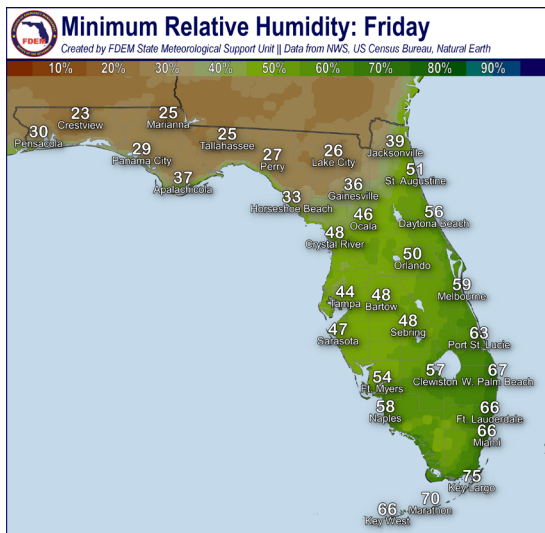 FDEM
Minimum Relative Humidity: Friday
Created by FDEM State Meteorological Support Unit || Data from NWS, US Census Bureau, Natural Earth
10% 20% 30% 40% 50% 60% 70% 80% 90%
23
Crestview
25
Marianna
30
Pensacola
25
Tallahassee
29
Panama City
27
Perry
26
Lake City
39
Jacksonville
51
St. Augustine
37
Apalachicola
36
Gainesville
33
Horseshoe Beach
46
Ocala
56
Daytona Beach
48
Crystal River
50
Orlando
59
Melbourne
44
Tampa
48
Bartow
48
Sebring
47
Sarasota
63
Port St. Lucie
54
Ft. Myers
57
Clewiston
67
W. Palm Beach
58
Naples
66
Ft. Lauderdale
66
Miami
75
Key Largo
70
Marathon
66
Key West